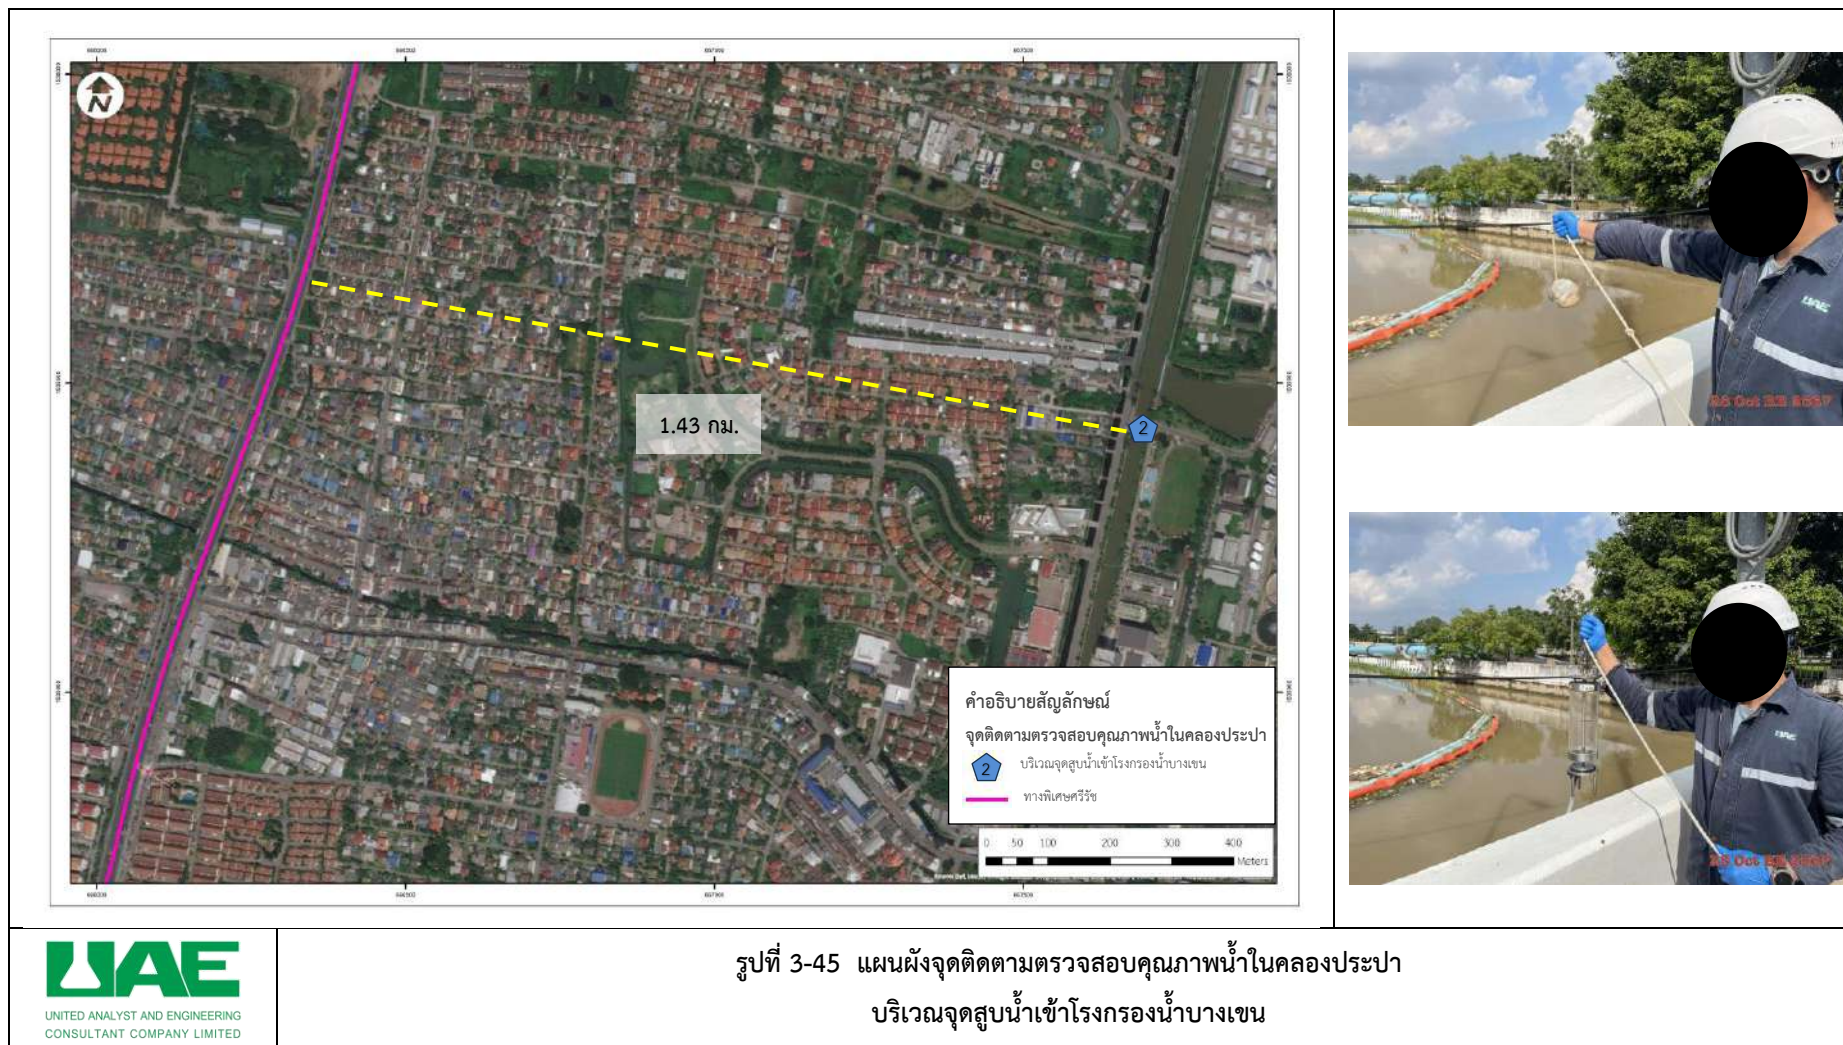 N
1.43 กม.
2
คำอธิบายสัญลักษณ์
จุดติดตามตรวจสอบคุณภาพน้ำในคลองประปา
2 บริเวณจุดสูบน้ำเข้าโรงกรองน้ำบางเขน
ทางพิเศษศรีรัช
0 50 100 200 300 400
Meters
UAE
UAE
UAE
UNITED ANALYST AND ENGINEERING
CONSULTANT COMPANY LIMITED
รูปที่ 3-45 แผนผังจุดติดตามตรวจสอบคุณภาพน้ำในคลองประปา
บริเวณจุดสูบน้ำเข้าโรงกรองน้ำบางเขน